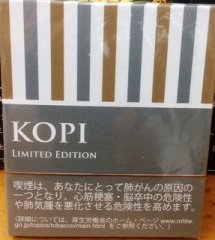 KOPI
LIMITED EDITION
喫煙は、あなたにとって肺がんの原因の
一つとなり、心筋梗塞・脳卒中の危険性
や肺気腫を悪化させる危険性を高めます。
(詳細については、厚生労働省のホーム・ページ www.mhlw.
go.jp/topics/tobacco/main.htmlをご参照ください。)